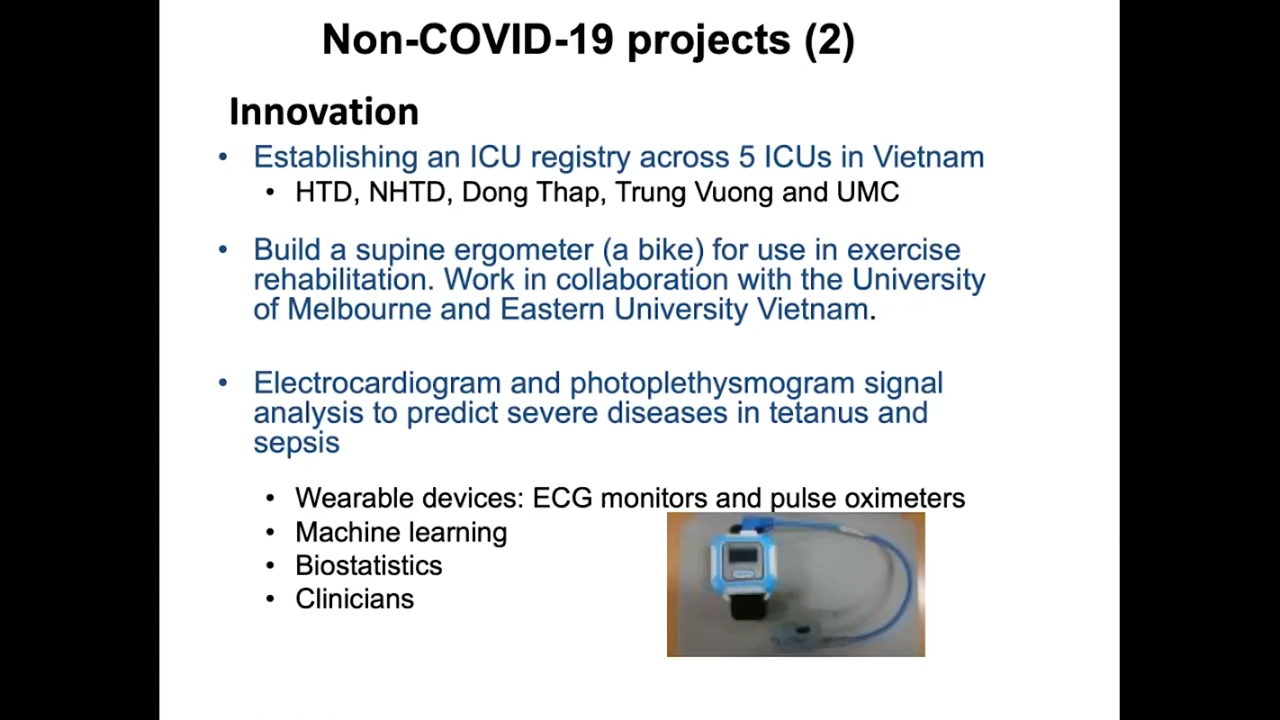 Non-COVID-19 projects (2)
Innovation
• Establishing an ICU registry across 5 ICUs in Vietnam
• HTD, NHTD, Dong Thap, Trung Vuong and UMC
• Build a supine ergometer (a bike) for use in exercise
rehabilitation. Work in collaboration with the University
of Melbourne and Eastern University Vietnam.
• Electrocardiogram and photoplethysmogram signal
analysis to predict severe diseases in tetanus and
sepsis
• Wearable devices: ECG monitors and pulse oximeters
• Machine learning
• Biostatistics
• Clinicians